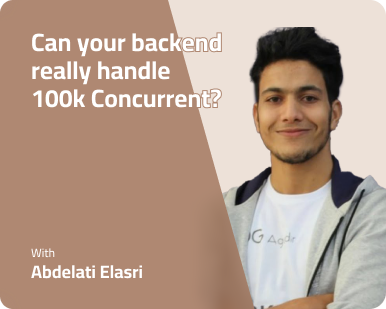 Can your backend
really handle
100k Concurrent?
With
Abdelati Elasri